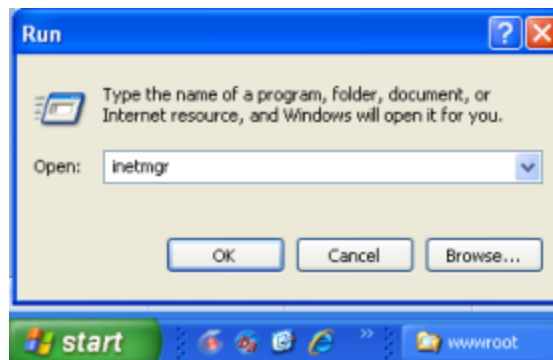 Run
Type the name of a program, folder, document, or
Internet resource, and Windows will open it for you.
Open: inetmgr
OK Cancel Browse...
start wwwroot